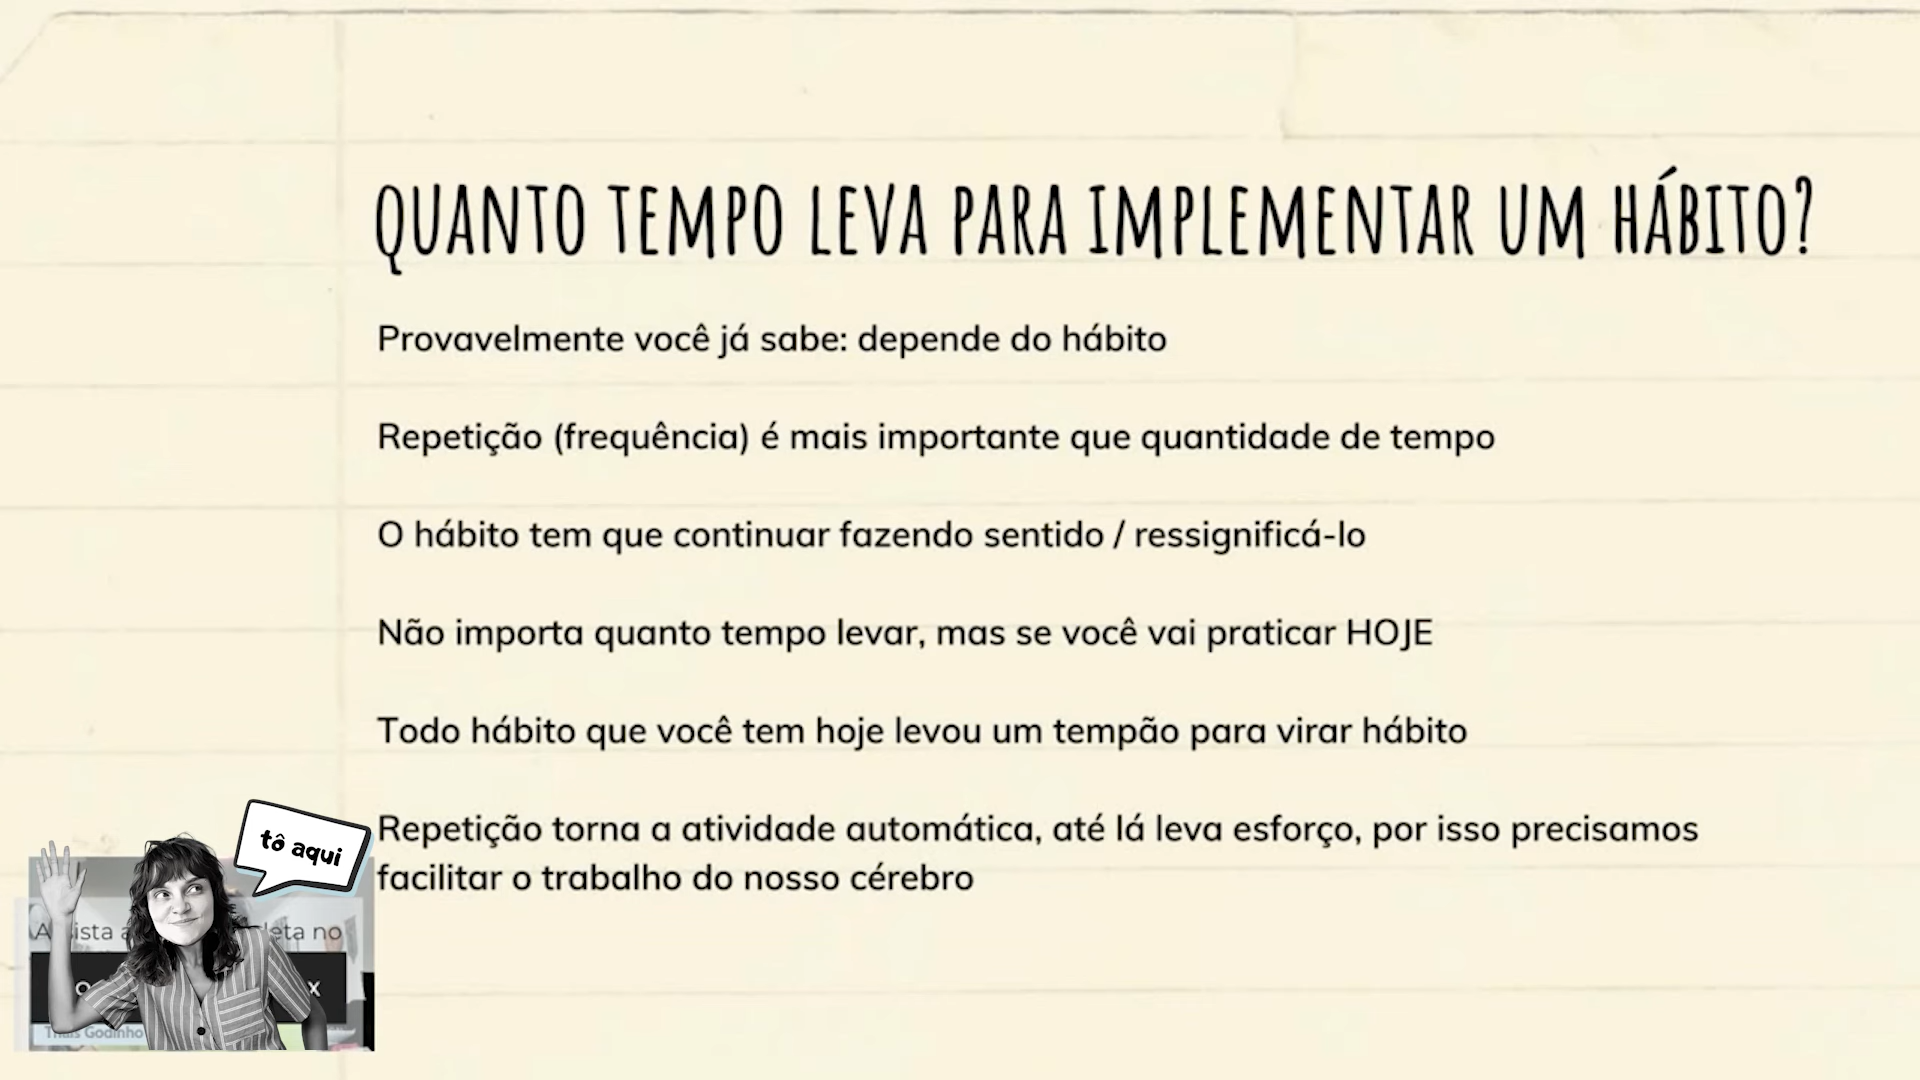 QUANTO TEMPO LEVA PARA IMPLEMENTAR UM HÁBITO?
Provavelmente você já sabe: depende do hábito
Repetição (frequência) é mais importante que quantidade de tempo
O hábito tem que continuar fazendo sentido / ressignificá-lo
Não importa quanto tempo levar, mas se você vai praticar HOJE
Todo hábito que você tem hoje levou um tempão para virar hábito
Repetição torna a atividade automática, até lá leva esforço, por isso precisamos
facilitar o trabalho do nosso cérebro
tô aqui
no
Thais Godinho